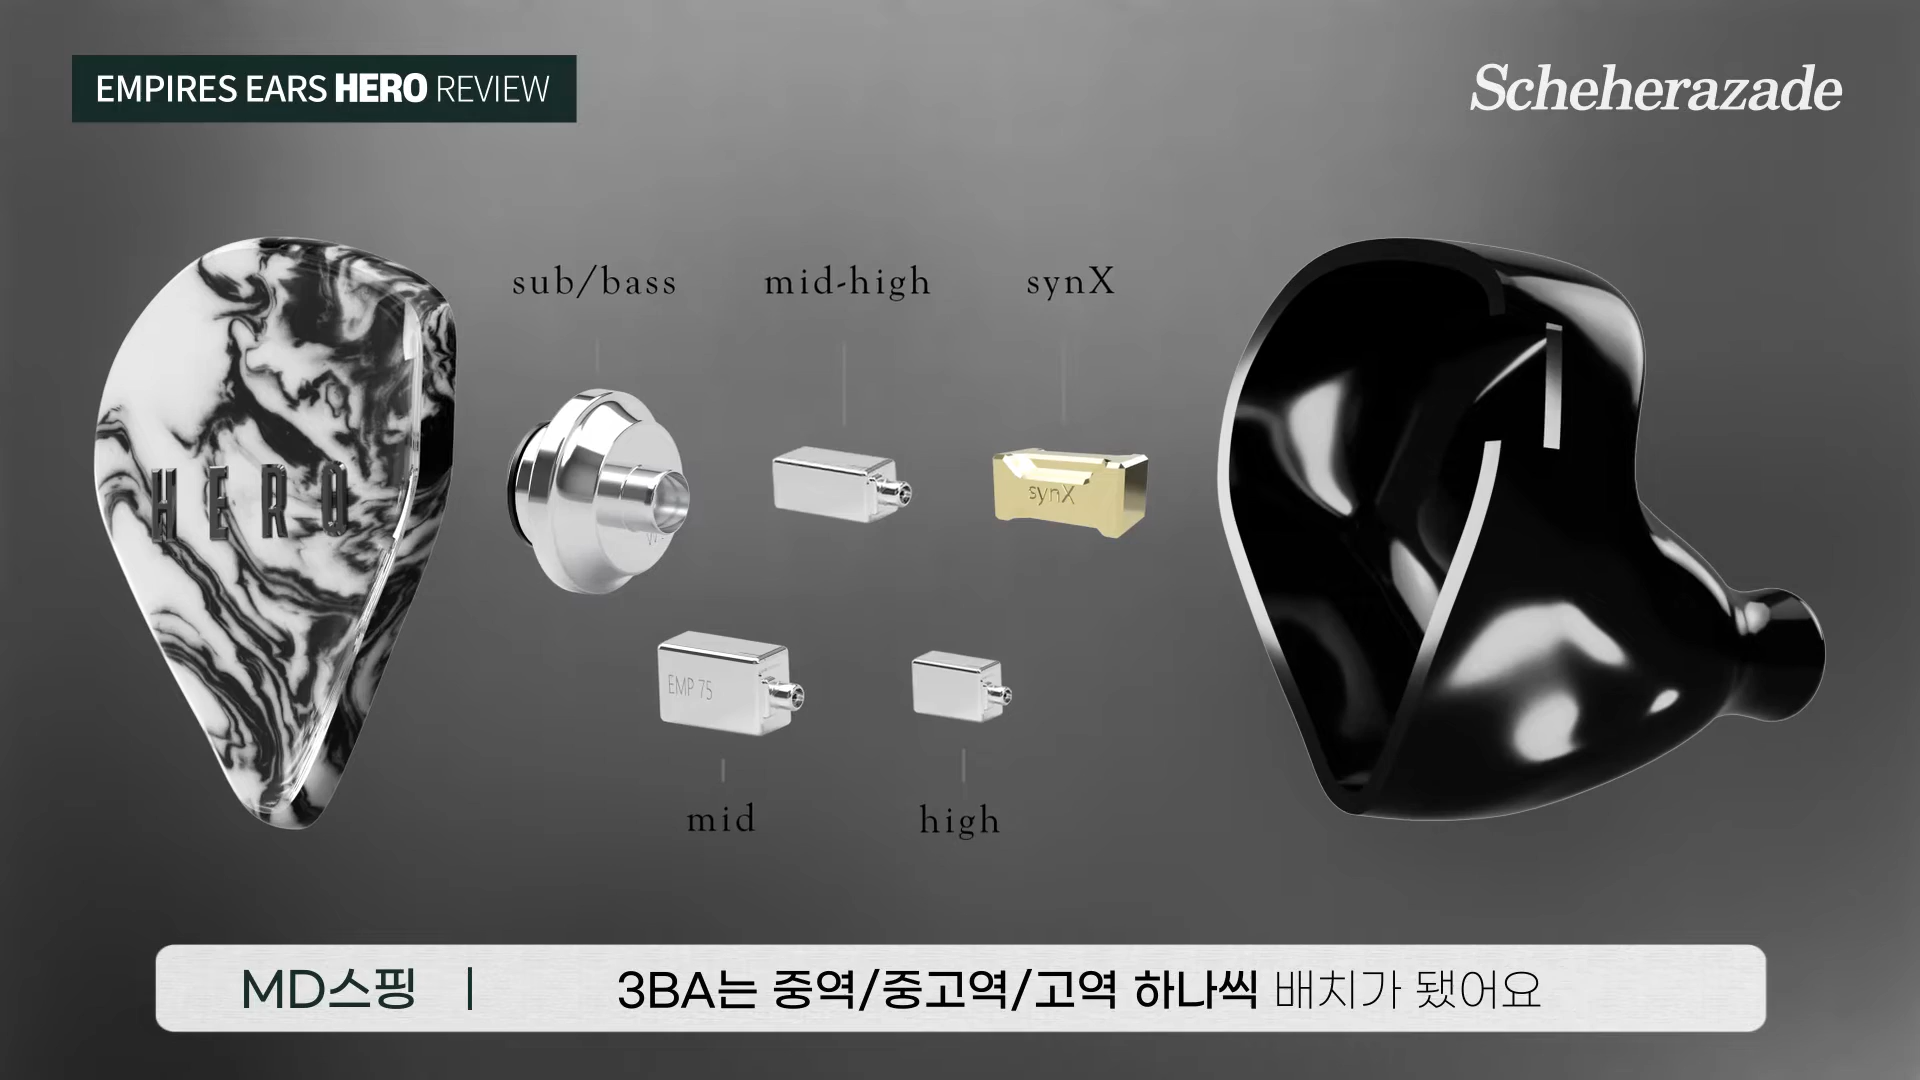 EMPIRES EARS HERO REVIEW
Scheherazade
sub/bass
mid-high
synX
HERO
synX
EMP 75
mid
high
MD스핑 | 3BA는 중역/중고역/고역 하나씩 배치가 됐어요